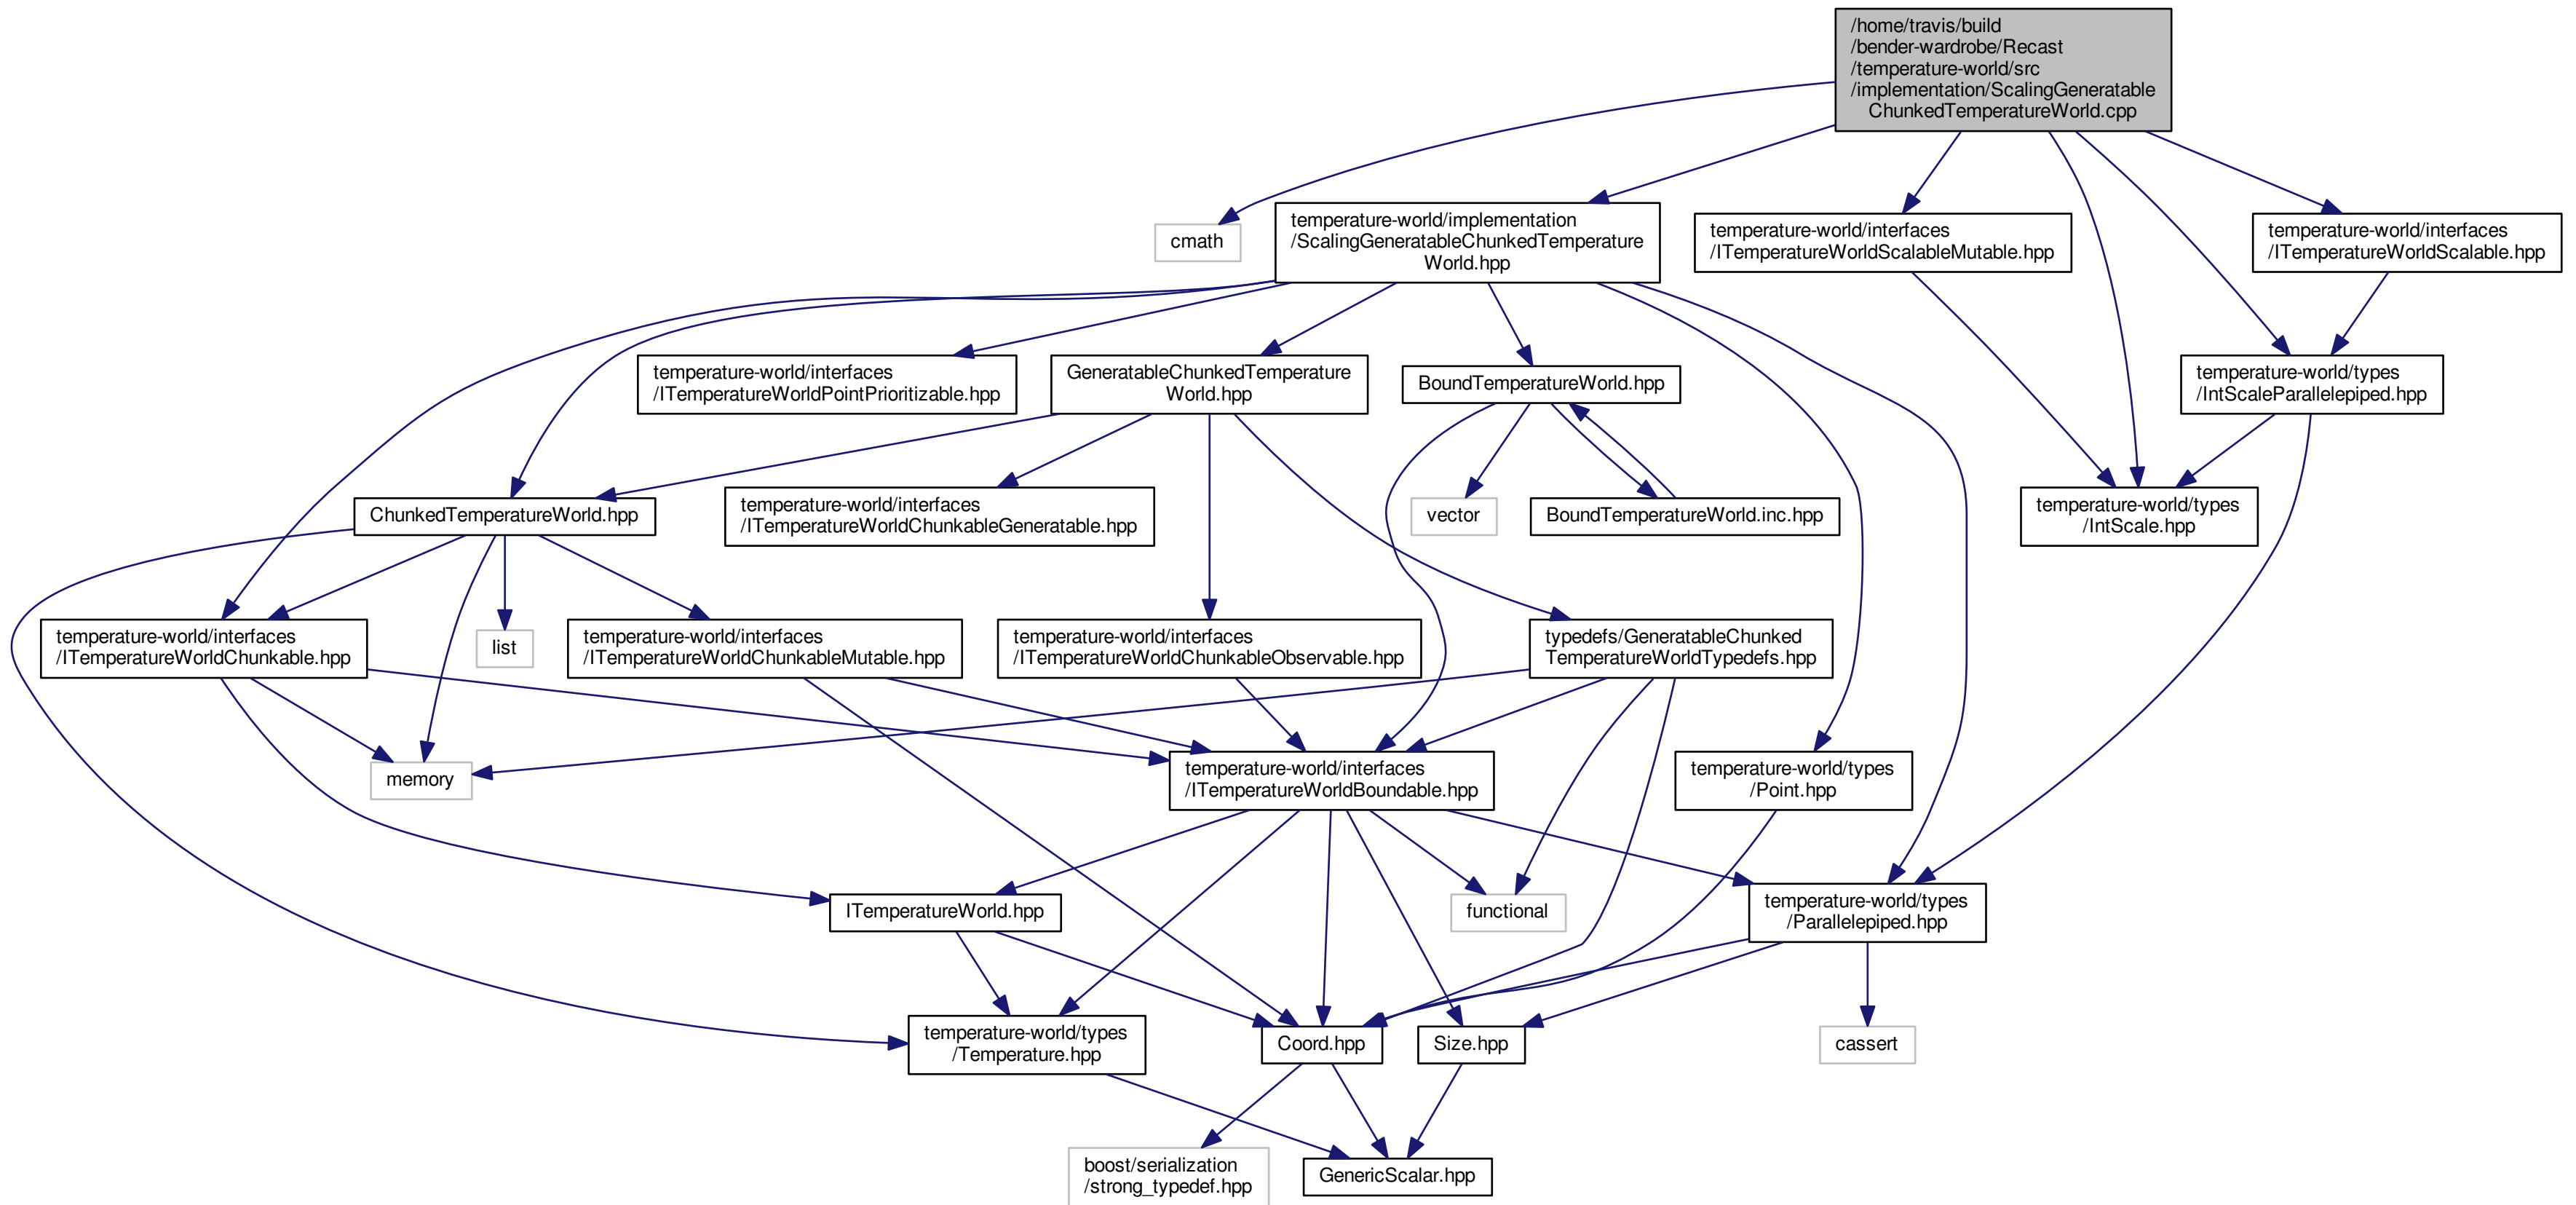 /home/travis/build
/bender-wardrobe/Recast
/temperature-world/src
/implementation/ScalingGeneratable
ChunkedTemperatureWorld.cpp
cmath
temperature-world/implementation
/ScalingGeneratableChunkedTemperature
World.hpp
temperature-world/interfaces
/ITemperatureWorldScalableMutable.hpp
temperature-world/interfaces
/ITemperatureWorldScalable.hpp
temperature-world/interfaces
/ITemperatureWorldPointPrioritizable.hpp
GeneratableChunkedTemperature
World.hpp
BoundTemperatureWorld.hpp
temperature-world/types
/IntScaleParallelepiped.hpp
ChunkedTemperatureWorld.hpp
temperature-world/interfaces
/ITemperatureWorldChunkableGeneratable.hpp
vector
BoundTemperatureWorld.inc.hpp
temperature-world/types
/IntScale.hpp
temperature-world/interfaces
/ITemperatureWorldChunkable.hpp
list
temperature-world/interfaces
/ITemperatureWorldChunkableMutable.hpp
temperature-world/interfaces
/ITemperatureWorldChunkableObservable.hpp
typedefs/GeneratableChunked
TemperatureWorldTypedefs.hpp
memory
temperature-world/interfaces
/ITemperatureWorldBoundable.hpp
temperature-world/types
/Point.hpp
ITemperatureWorld.hpp
functional
temperature-world/types
/Parallelepiped.hpp
temperature-world/types
/Temperature.hpp
Coord.hpp
Size.hpp
cassert
boost/serialization
/strong_typedef.hpp
GenericScalar.hpp